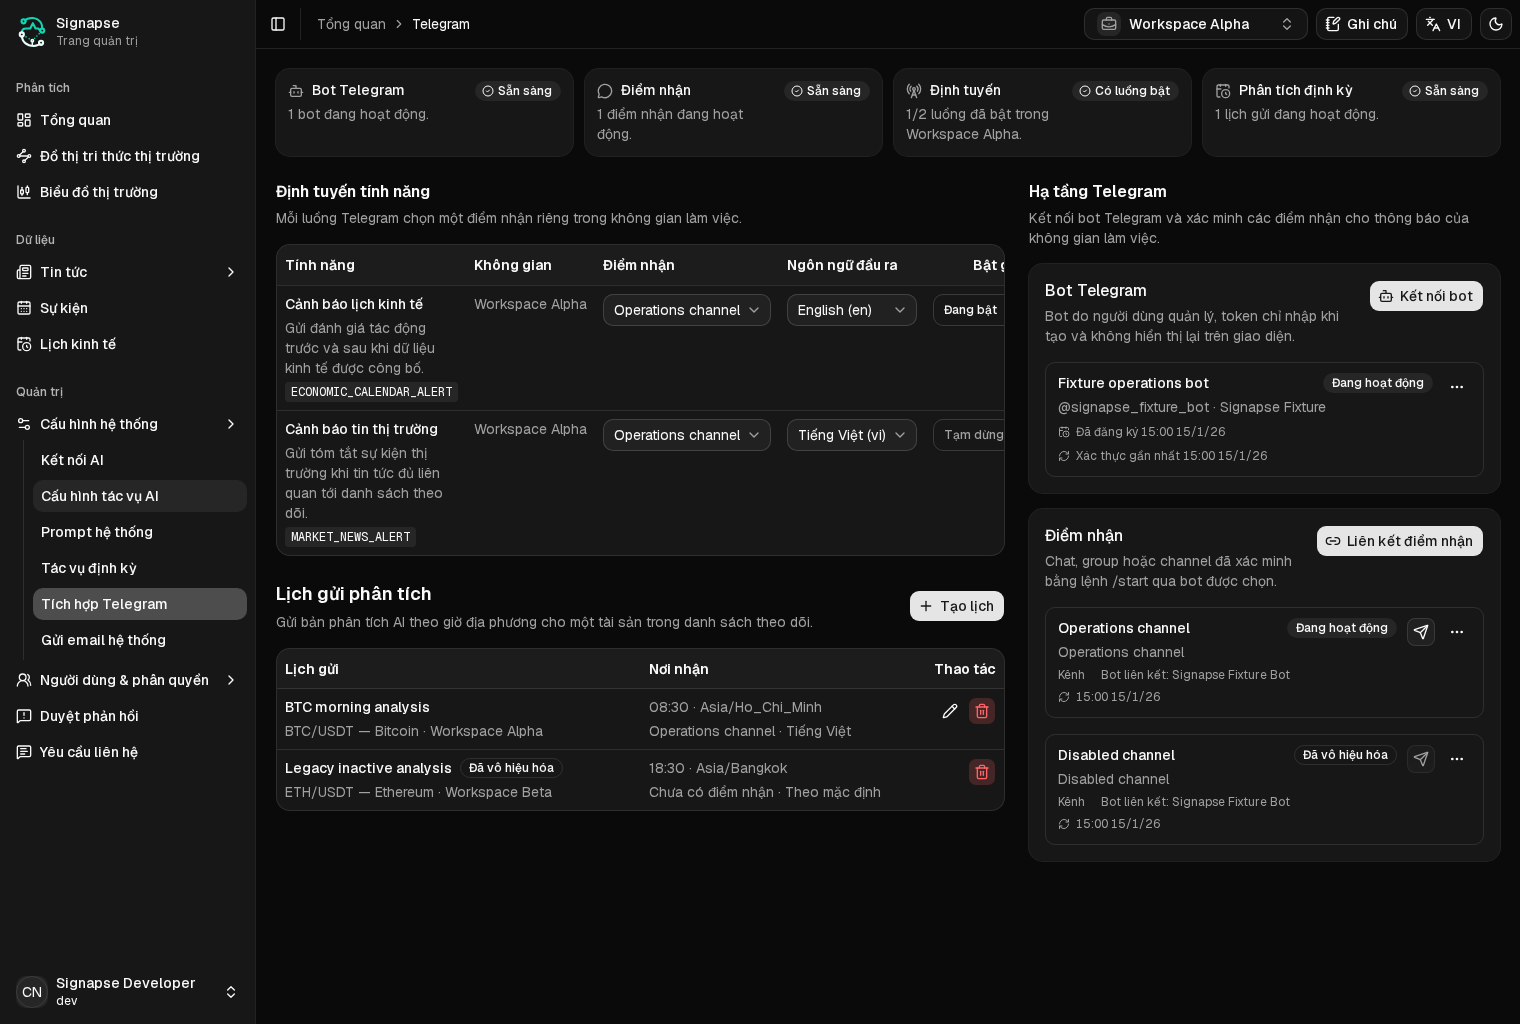 Signapse
Trang quản trị
Phân tích
Tổng quan
Đồ thị tri thức thị trường
Biểu đồ thị trường
Dữ liệu
Tin tức
Sự kiện
Lịch kinh tế
Quản trị
Cấu hình hệ thống
Kết nối AI
Cấu hình tác vụ AI
Prompt hệ thống
Tác vụ định kỳ
Tích hợp Telegram
Gửi email hệ thống
Người dùng & phân quyền
Duyệt phản hồi
Yêu cầu liên hệ
CN
Signapse Developer
dev
Tổng quan
Telegram
Workspace Alpha
Ghi chú
VI
Bot Telegram
Sẵn sàng
1 bot đang hoạt động.
Điểm nhận
Sẵn sàng
1 điểm nhận đang hoạt
động.
Định tuyến
Có luồng bật
1/2 luồng đã bật trong
Workspace Alpha.
Phân tích định kỳ
Sẵn sàng
1 lịch gửi đang hoạt động.
Định tuyến tính năng
Mỗi luồng Telegram chọn một điểm nhận riêng trong không gian làm việc.
Tính năng
Không gian
Điểm nhận
Ngôn ngữ đầu ra
Bật
Cảnh báo lịch kinh tế
Gửi đánh giá tác động
trước và sau khi dữ liệu
kinh tế được công bố.
ECONOMIC_CALENDAR_ALERT
Workspace Alpha
Operations channel
English (en)
Đang bật
Cảnh báo tin thị trường
Gửi tóm tắt sự kiện thị
trường khi tin tức đủ liên
quan tới danh sách theo
dõi.
MARKET_NEWS_ALERT
Workspace Alpha
Operations channel
Tiếng Việt (vi)
Tạm dừng
Lịch gửi phân tích
Gửi bản phân tích AI theo giờ địa phương cho một tài sản trong danh sách theo dõi.
Tạo lịch
Lịch gửi
Nơi nhận
Thao tác
BTC morning analysis
BTC/USDT — Bitcoin · Workspace Alpha
08:30 · Asia/Ho_Chi_Minh
Operations channel · Tiếng Việt
Legacy inactive analysis
Đã vô hiệu hóa
ETH/USDT — Ethereum · Workspace Beta
18:30 · Asia/Bangkok
Chưa có điểm nhận · Theo mặc định
Hạ tầng Telegram
Kết nối bot Telegram và xác minh các điểm nhận cho thông báo của
không gian làm việc.
Bot Telegram
Bot do người dùng quản lý, token chỉ nhập khi
tạo và không hiển thị lại trên giao diện.
Kết nối bot
Fixture operations bot
Đang hoạt động
@signapse_fixture_bot · Signapse Fixture
Đã đăng ký 15:00 15/1/26
Xác thực gần nhất 15:00 15/1/26
Điểm nhận
Chat, group hoặc channel đã xác minh
bằng lệnh /start qua bot được chọn.
Liên kết điểm nhận
Operations channel
Đang hoạt động
Operations channel
Kênh
Bot liên kết: Signapse Fixture Bot
15:00 15/1/26
Disabled channel
Đã vô hiệu hóa
Disabled channel
Kênh
Bot liên kết: Signapse Fixture Bot
15:00 15/1/26